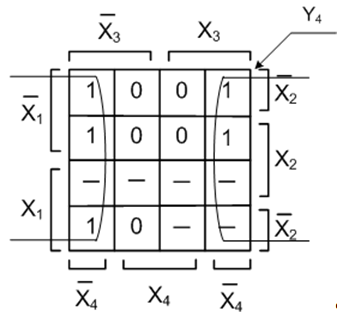 Y₄
X̅₃ X₃
X̅₁ 1 0 0 1 X̅₂
1 0 0 1 X₂
X₁ – – – –
1 0 – – X̅₂
X̅₄ X₄ X̅₄